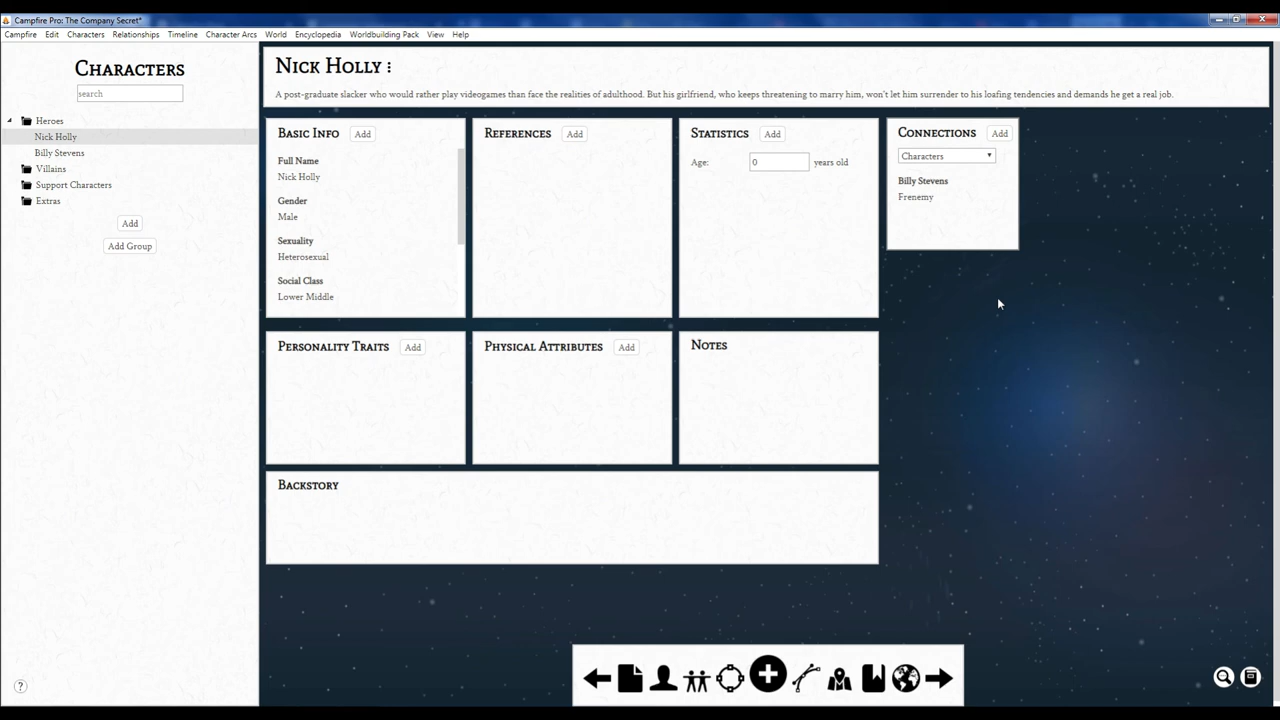 Campfire Pro: The Company Secret*
Campfire Edit Characters Relationships Timeline Character Arcs World Encyclopedia Worldbuilding Pack View Help
Characters
search
Heroes
Nick Holly
Billy Stevens
Villains
Support Characters
Extras
Add
Add Group
Nick Holly :
A post-graduate slacker who would rather play videogames than face the realities of adulthood. But his girlfriend, who keeps threatening to marry him, won't let him surrender to his loafing tendencies and demands he get a real job.
Basic Info Add
Full Name
Nick Holly
Gender
Male
Sexuality
Heterosexual
Social Class
Lower Middle
References Add
Statistics Add
Age: 0 years old
Connections Add
Characters
Billy Stevens
Frenemy
Personality Traits Add
Physical Attributes Add
Notes
Backstory
?